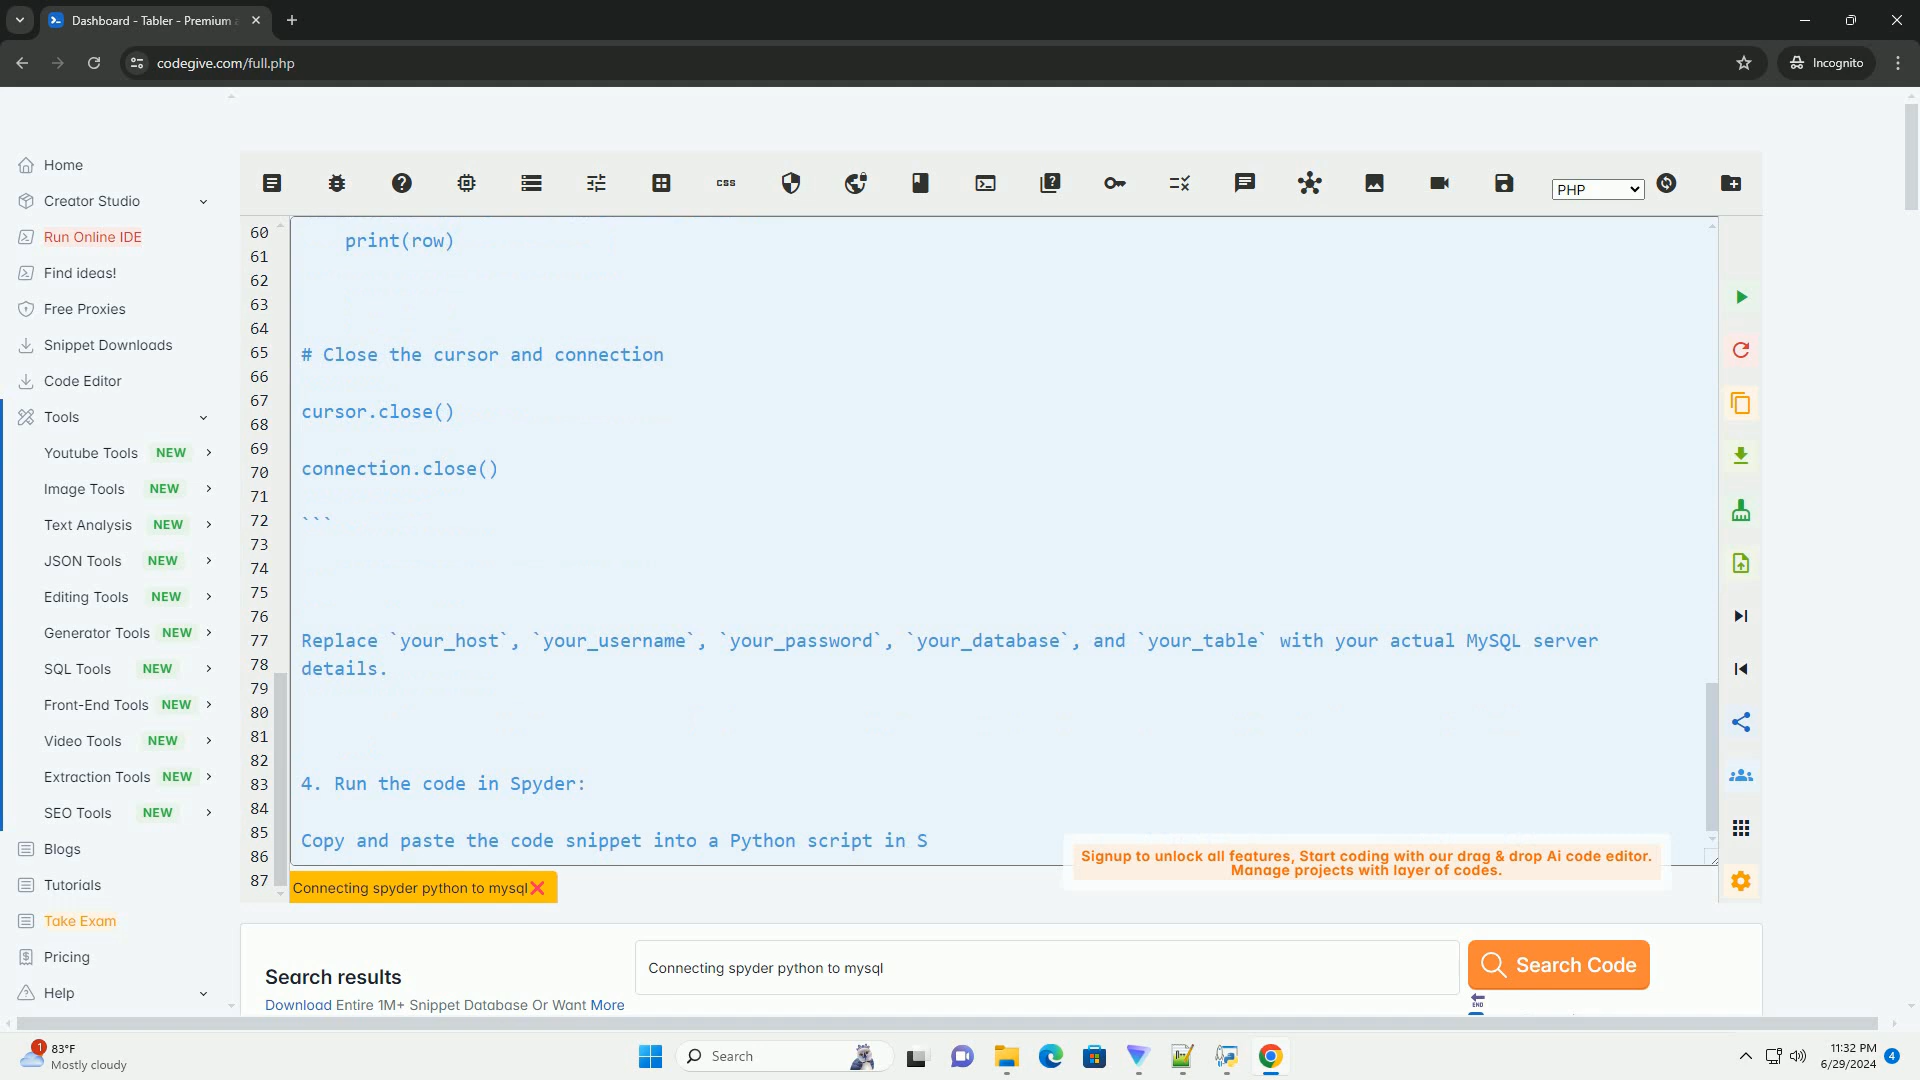 Dashboard - Tabler - Premium
codegive.com/full.php
Incognito
Home
Creator Studio
Run Online IDE
Find ideas!
Free Proxies
Snippet Downloads
Code Editor
Tools
Youtube Tools NEW
Image Tools NEW
Text Analysis NEW
JSON Tools NEW
Editing Tools NEW
Generator Tools NEW
SQL Tools NEW
Front-End Tools NEW
Video Tools NEW
Extraction Tools NEW
SEO Tools NEW
Blogs
Tutorials
Take Exam
Pricing
Help
css
PHP
60
61
62
63
64
65
66
67
68
69
70
71
72
73
74
75
76
77
78
79
80
81
82
83
84
85
86
87
print(row)
# Close the cursor and connection
cursor.close()
connection.close()
```
Replace `your_host`, `your_username`, `your_password`, `your_database`, and `your_table` with your actual MySQL server
details.
4. Run the code in Spyder:
Copy and paste the code snippet into a Python script in S
Signup to unlock all features, Start coding with our drag & drop Ai code editor.
Manage projects with layer of codes.
Connecting spyder python to mysql
Search results
Download Entire 1M+ Snippet Database Or Want More
Connecting spyder python to mysql
Search Code
END
1
83°F
Mostly cloudy
Search
11:32 PM
6/29/2024
4